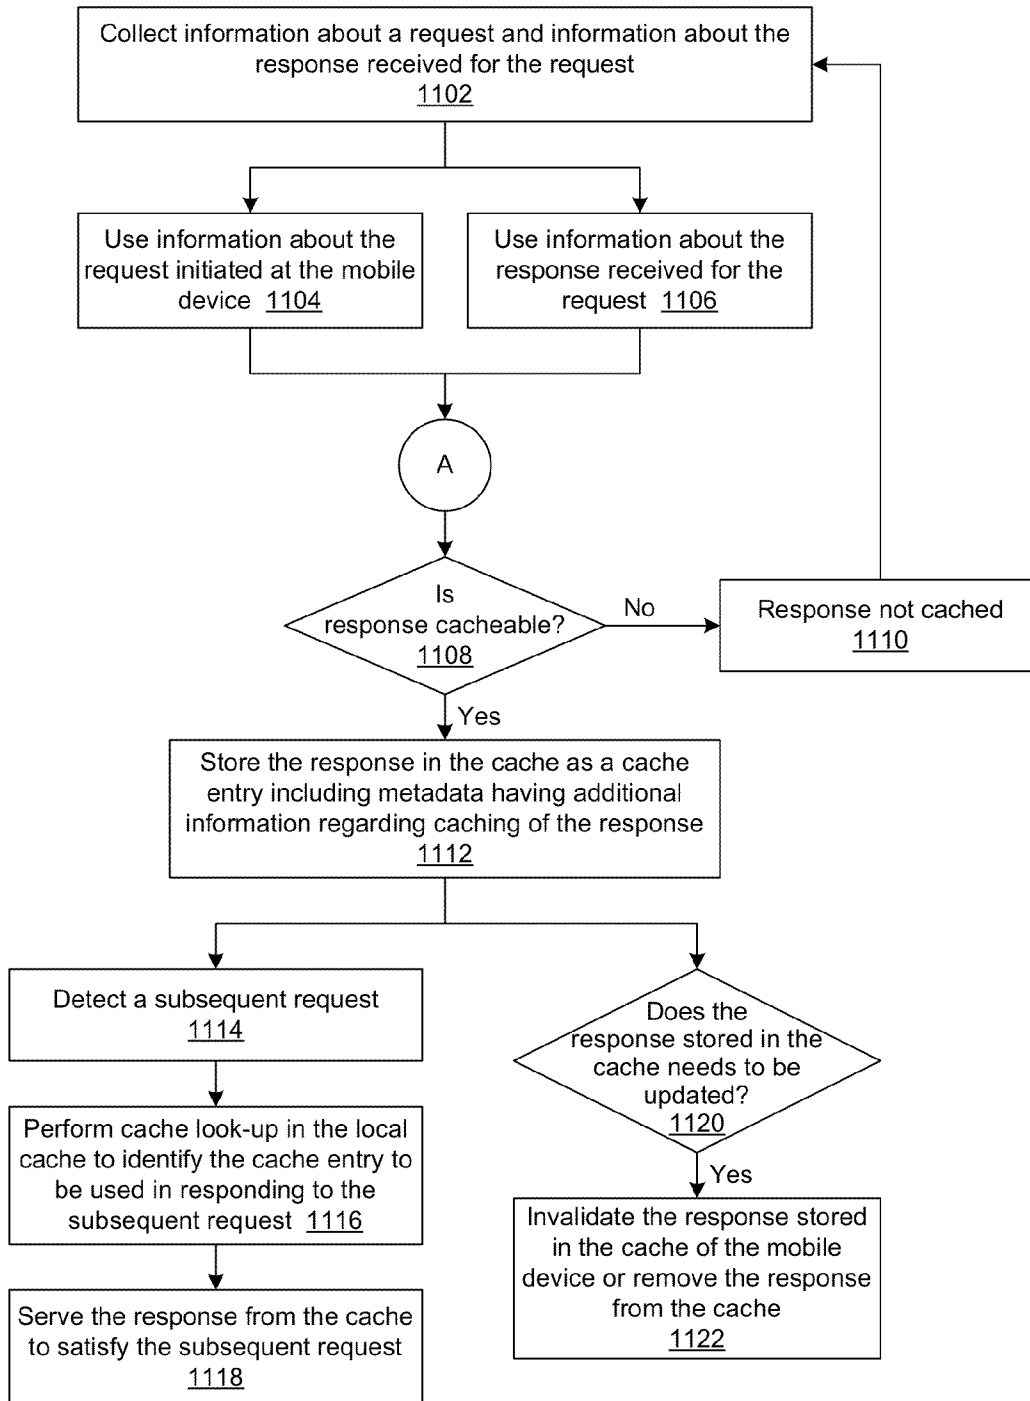 Collect information about a request and information about the
response received for the request
1102
Use information about the
request initiated at the mobile
device 1104
Use information about the
response received for the
request 1106
A
Is
response cacheable?
1108
No
Response not cached
1110
Yes
Store the response in the cache as a cache
entry including metadata having additional
information regarding caching of the response
1112
Detect a subsequent request
1114
Perform cache look-up in the local
cache to identify the cache entry to
be used in responding to the
subsequent request 1116
Serve the response from the cache
to satisfy the subsequent request
1118
Does the
response stored in the
cache needs to be
updated?
1120
Yes
Invalidate the response stored
in the cache of the mobile
device or remove the response
from the cache
1122